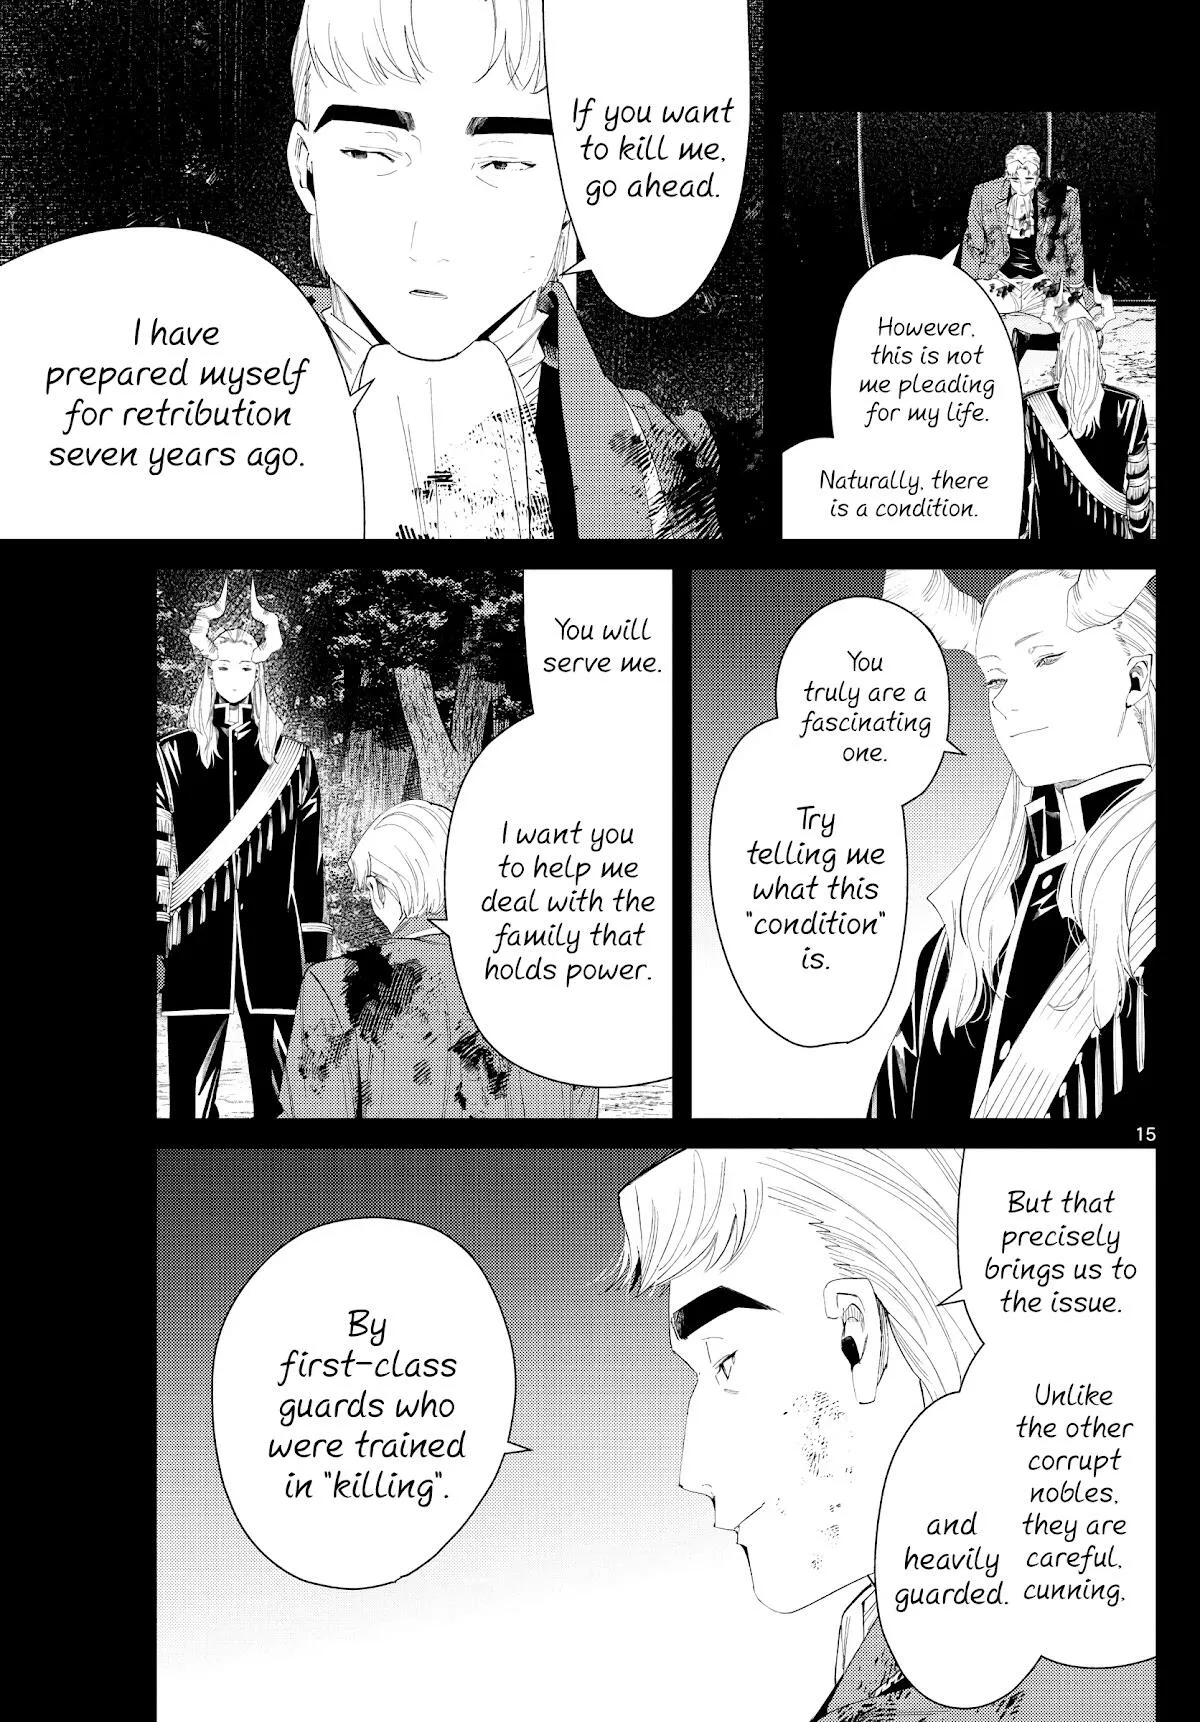 However,
this is not
me pleading
for my life.
Naturally, there
is a condition.
If you want
to kill me,
go ahead.
I have
prepared myself
for retribution
seven years ago.
You
truly are a
fascinating
one.
Try
telling me
what this
"condition"
is.
You will
serve me.
I want you
to help me
deal with the
family that
holds power.
15
But that
precisely
brings us to
the issue.
Unlike
the other
corrupt
nobles,
they are
careful,
cunning,
and
heavily
guarded.
By
first-class
guards who
were trained
in "killing".